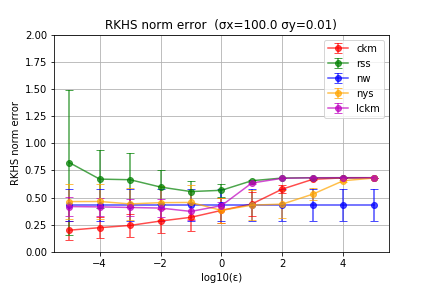 RKHS norm error (σx=100.0 σy=0.01)
ckm
rss
nw
nys
lckm
RKHS norm error
2.00
1.75
1.50
1.25
1.00
0.75
0.50
0.25
0.00
−4
−2
0
2
4
log10(ε)